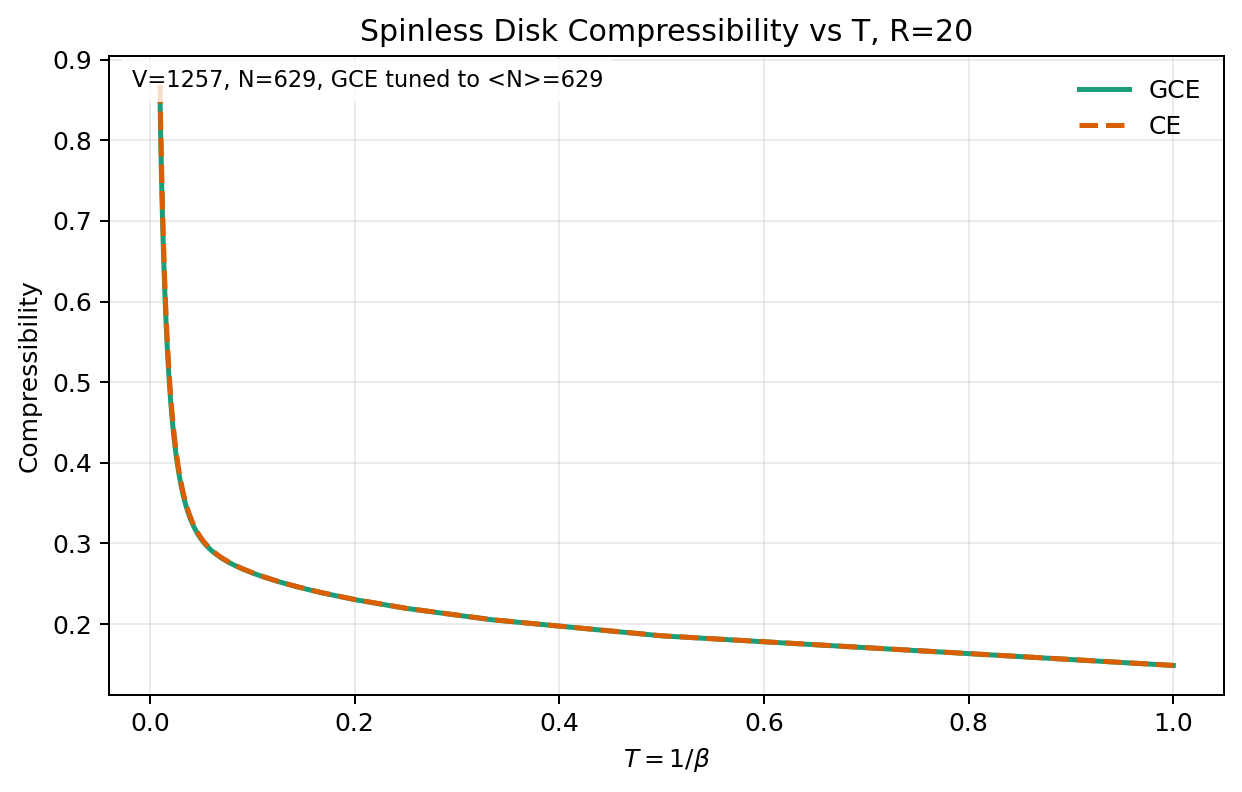 Spinless Disk Compressibility vs T, R=20
V=1257, N=629, GCE tuned to <N>=629
GCE
CE
Compressibility
0.9
0.8
0.7
0.6
0.5
0.4
0.3
0.2
0.0 0.2 0.4 0.6 0.8 1.0
T = 1/β